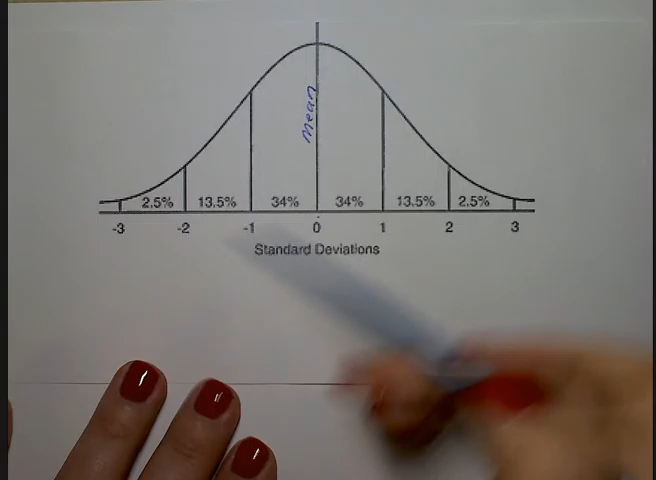 Mean
2.5% 13.5% 34% 34% 13.5% 2.5%
-3 -2 -1 0 1 2 3
Standard Deviations